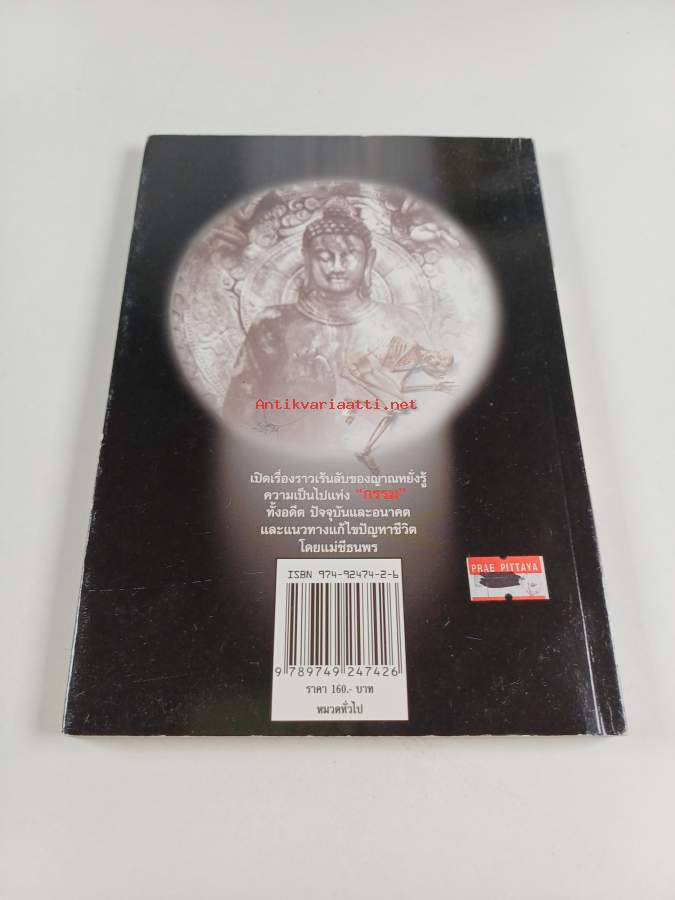 Antikvariaatti.net
เปิดเรื่องราวเร้นลับของญาณหยั่งรู้
ความเป็นไปแห่ง "กรรม"
ทั้งอดีต ปัจจุบันและอนาคต
และแนวทางแก้ไขปัญหาชีวิต
โดยแม่ชีธนพร
ISBN 974-92474-2-6
9 789749 247426
ราคา 160.- บาท
หมวดทั่วไป
PRAE PITTAYA